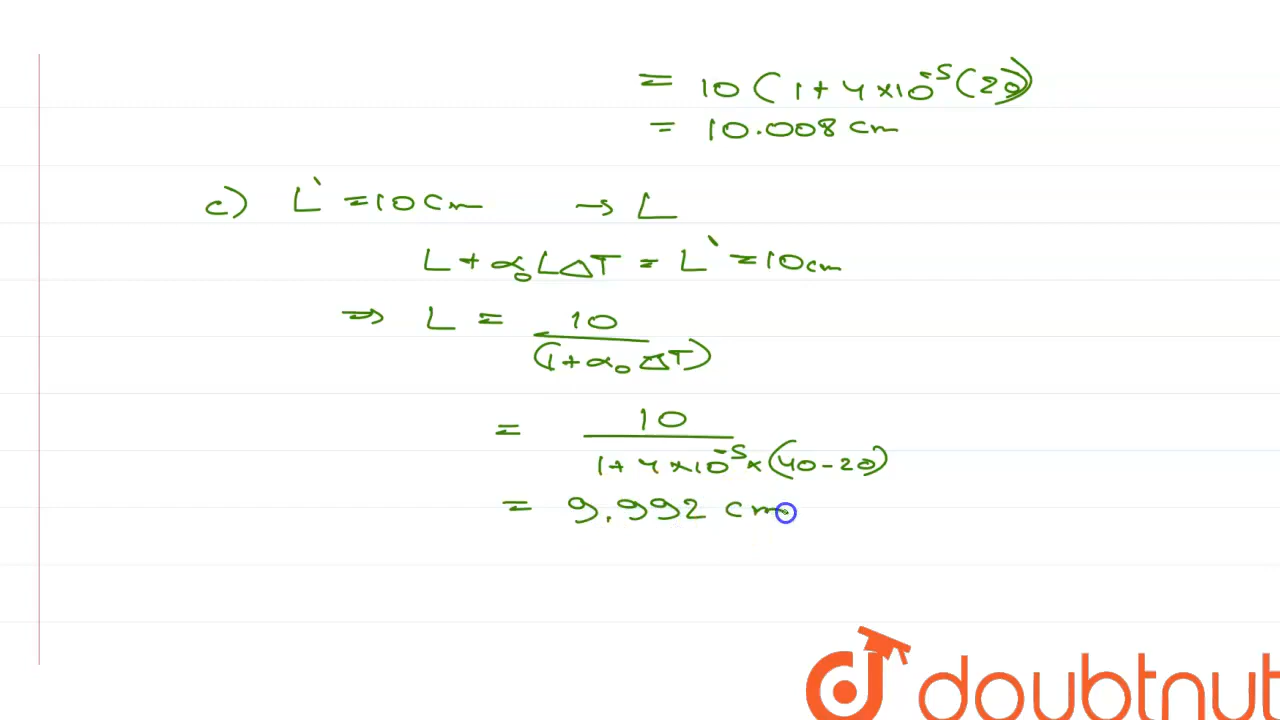 = 10 (1 + 4 × 10⁻⁵ (20))
= 10.008 cm
c) L` = 10 cm → L
L + α₀ L ΔT = L` = 10 cm
⇒ L = 10 / (1 + α₀ ΔT)
= 10 / 1 + 4 × 10⁻⁵ × (40 - 20)
= 9.992 cm
doubtnut